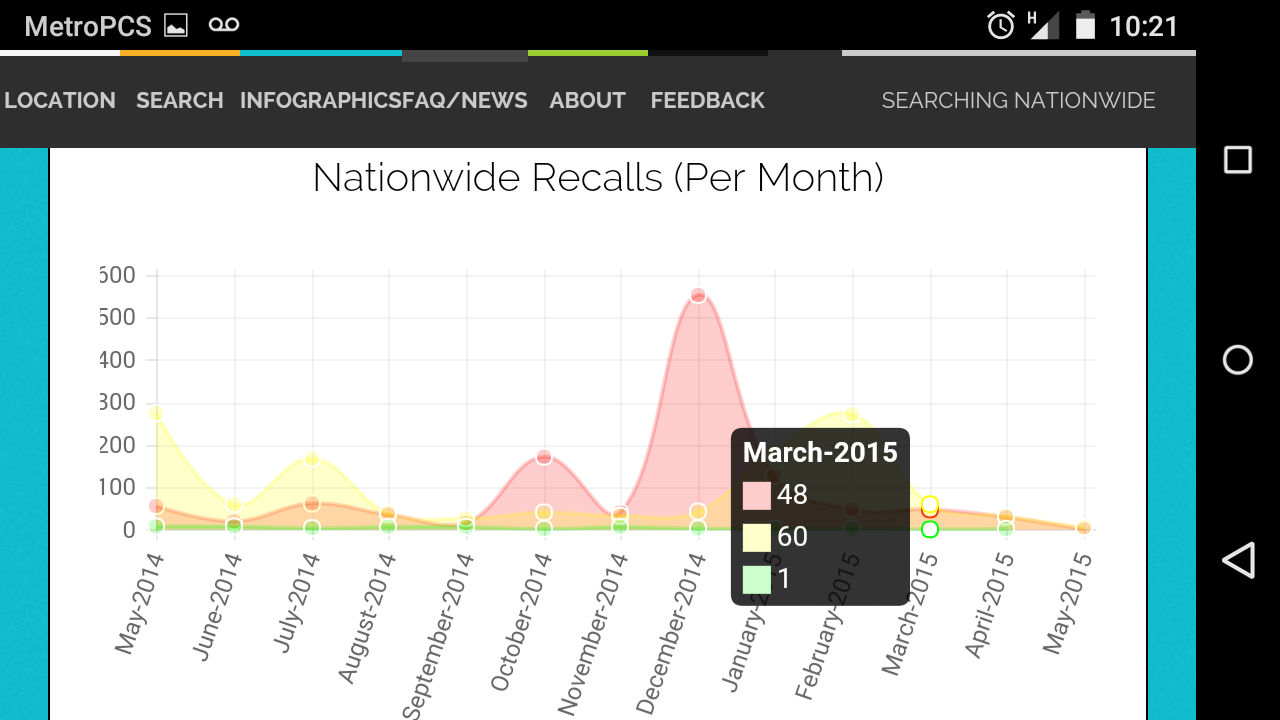 MetroPCS 10:21
LOCATION SEARCH INFOGRAPHICS FAQ/NEWS ABOUT FEEDBACK SEARCHING NATIONWIDE
Nationwide Recalls (Per Month)
600
500
400
300
200
100
0
March-2015
48
60
1
May-2014 June-2014 July-2014 August-2014 September-2014 October-2014 November-2014 December-2014 January-2015 February-2015 March-2015 April-2015 May-2015